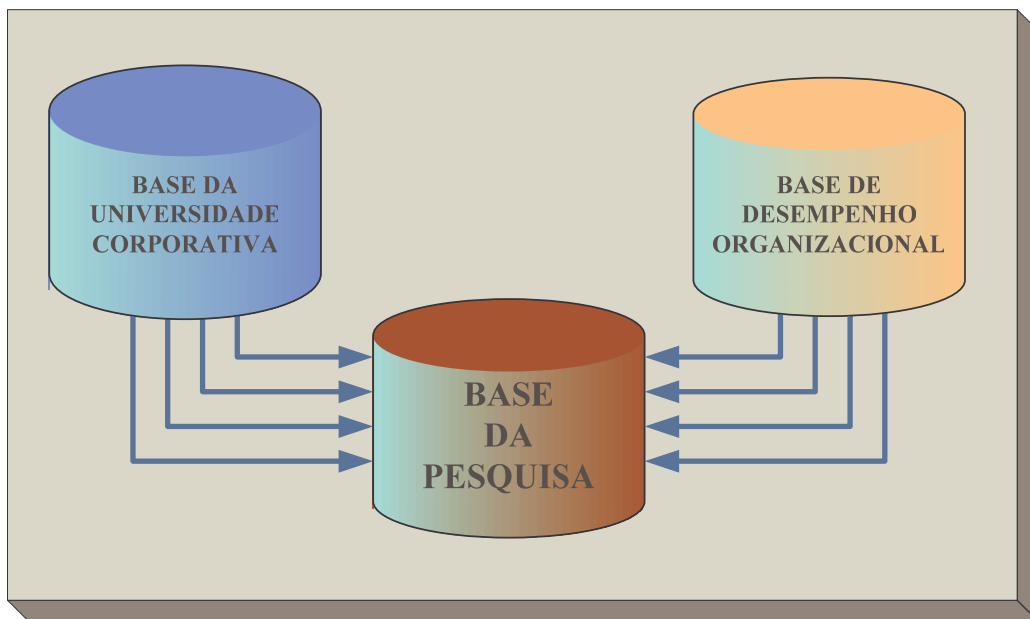 BASE DA
UNIVERSIDADE
CORPORATIVA
BASE DE
DESEMPENHO
ORGANIZACIONAL
BASE
DA
PESQUISA